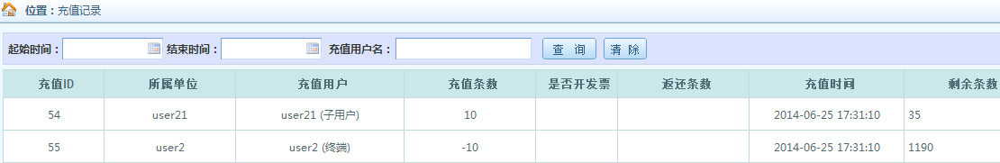 位置：充值记录
起始时间： 结束时间： 充值用户名： 查 询 清 除
充值ID 所属单位 充值用户 充值条数 是否开发票 返还条数 充值时间 剩余条数
54 user21 user21 (子用户) 10 2014-06-25 17:31:10 35
55 user2 user2 (终端) -10 2014-06-25 17:31:10 1190